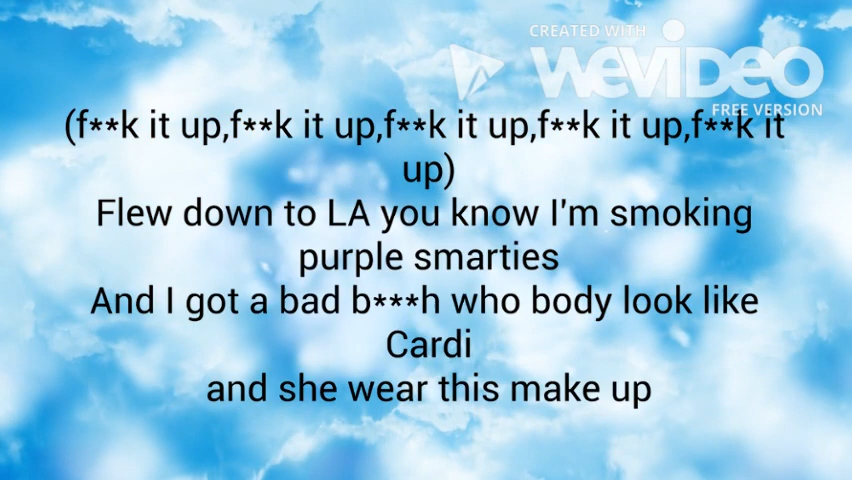 CREATED WITH
WEVIDEO
FREE VERSION
(f**k it up,f**k it up,f**k it up,f**k it up,f**k it
up)
Flew down to LA you know I'm smoking
purple smarties
And I got a bad b***h who body look like
Cardi
and she wear this make up